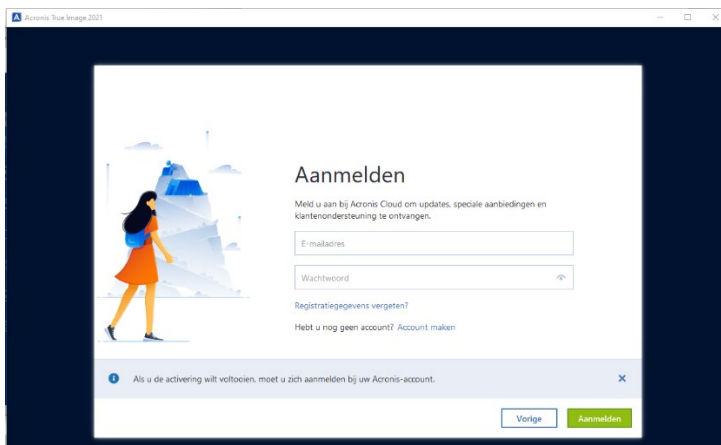 Acronis True Image 2021
Aanmelden
Meld u aan bij Acronis Cloud om updates, speciale aanbiedingen en
klantenondersteuning te ontvangen.
E-mailadres
Wachtwoord
Registratiegegevens vergeten?
Hebt u nog geen account? Account maken
Als u de activering wilt voltooien, moet u zich aanmelden bij uw Acronis-account.
Vorige Aanmelden